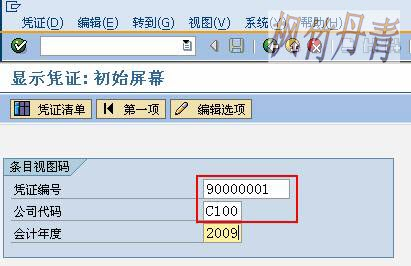 凭证(D) 编辑(E) 转到(G) 视图(V) 系统(Y) 帮助(H)
枫竹丹青
显示凭证:初始屏幕
凭证清单 第一项 编辑选项
条目视图码
凭证编号 90000001
公司代码 C100
会计年度 2009